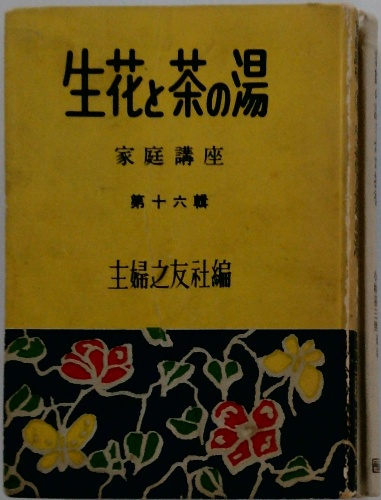 生花と茶の湯
家庭講座
第十六輯
主婦之友社編